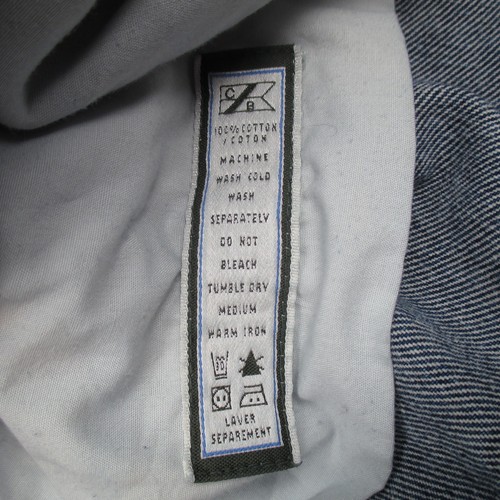 C
B
100% COTTON
/ COTON
MACHINE
WASH COLD
WASH
SEPARATELY
DO NOT
BLEACH
TUMBLE DRY
MEDIUM
WARM IRON
30
LAVER
SEPAREMENT